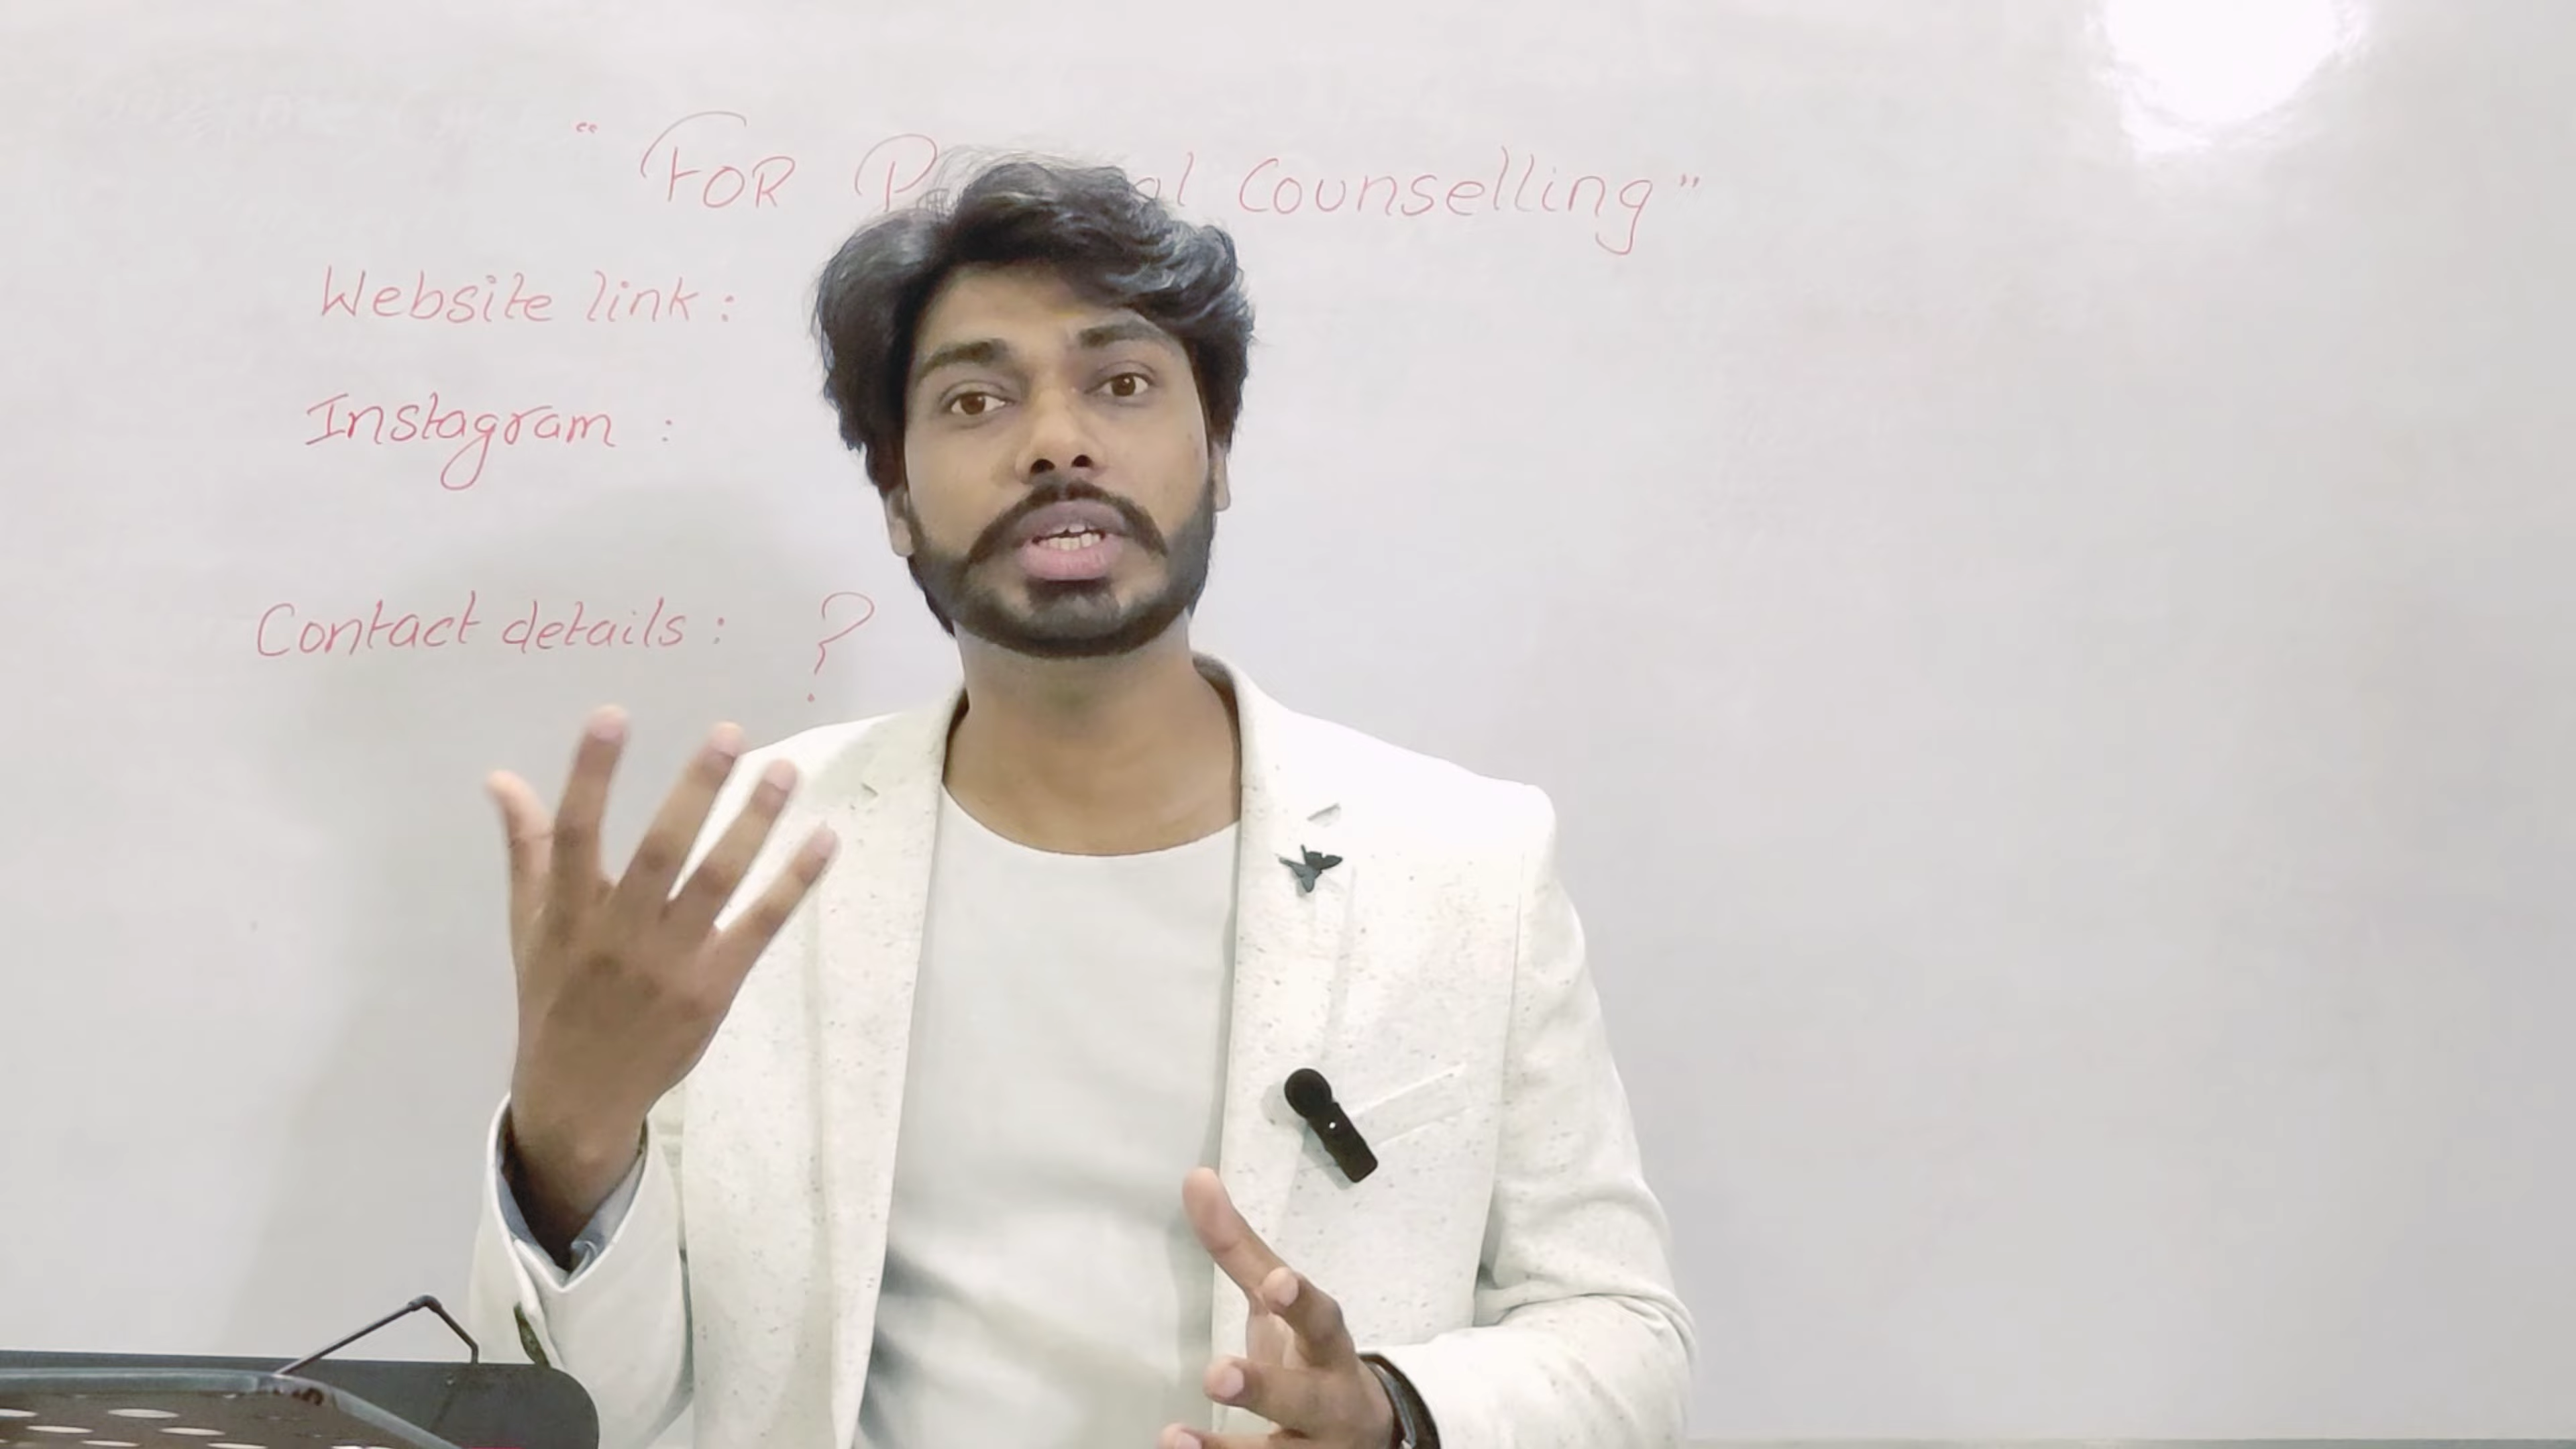 "FOR Counselling"
Website link :
Instagram :
Contact details : ?